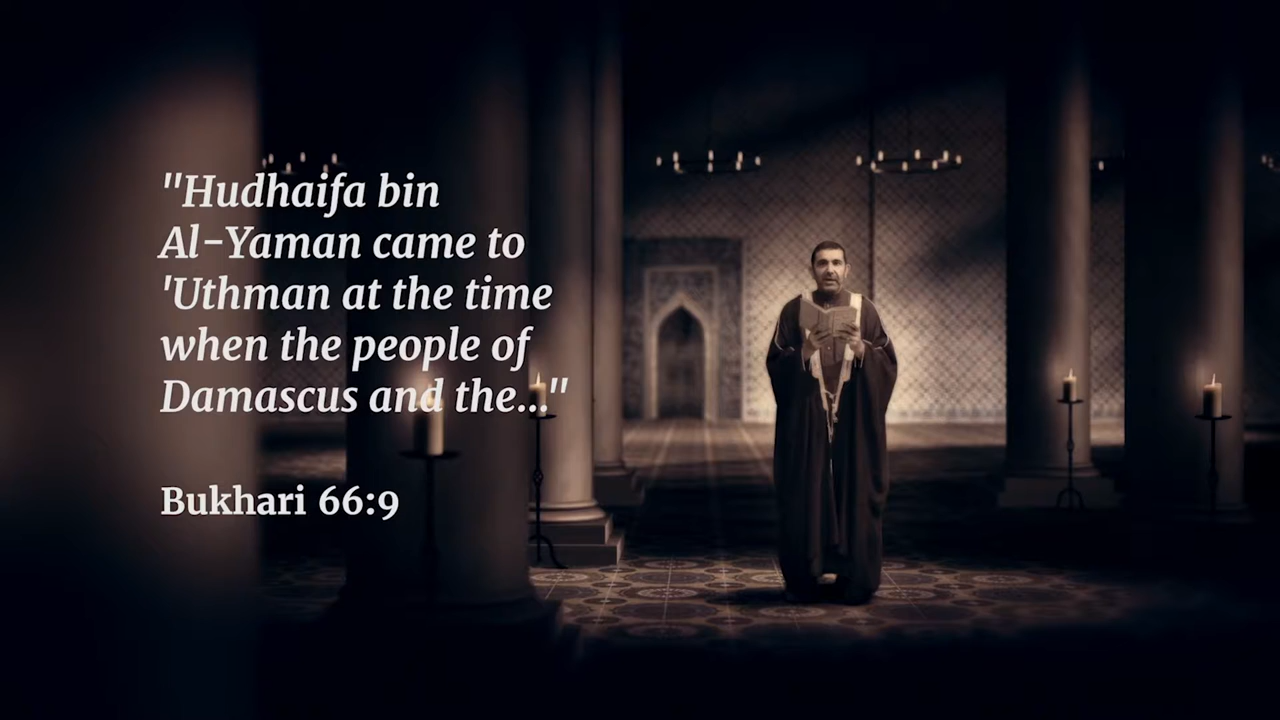 "Hudhaifa bin
Al-Yaman came to
'Uthman at the time
when the people of
Damascus and the..."
Bukhari 66:9